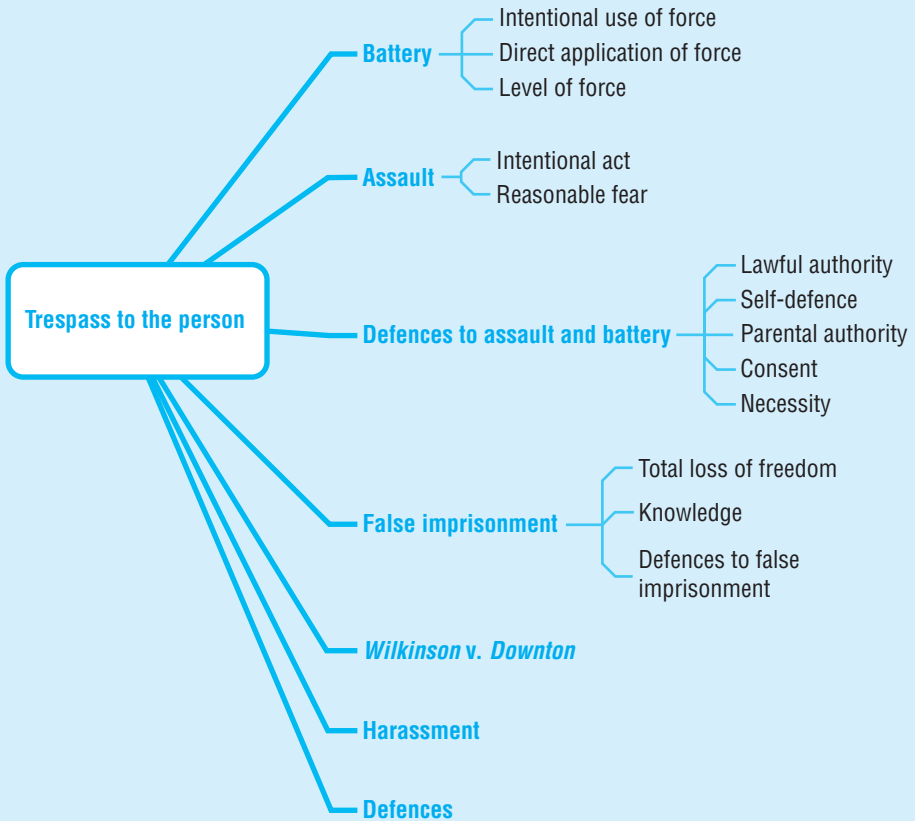 Trespass to the person
Battery
Intentional use of force
Direct application of force
Level of force
Assault
Intentional act
Reasonable fear
Defences to assault and battery
Lawful authority
Self-defence
Parental authority
Consent
Necessity
False imprisonment
Total loss of freedom
Knowledge
Defences to false
imprisonment
Wilkinson v. Downton
Harassment
Defences